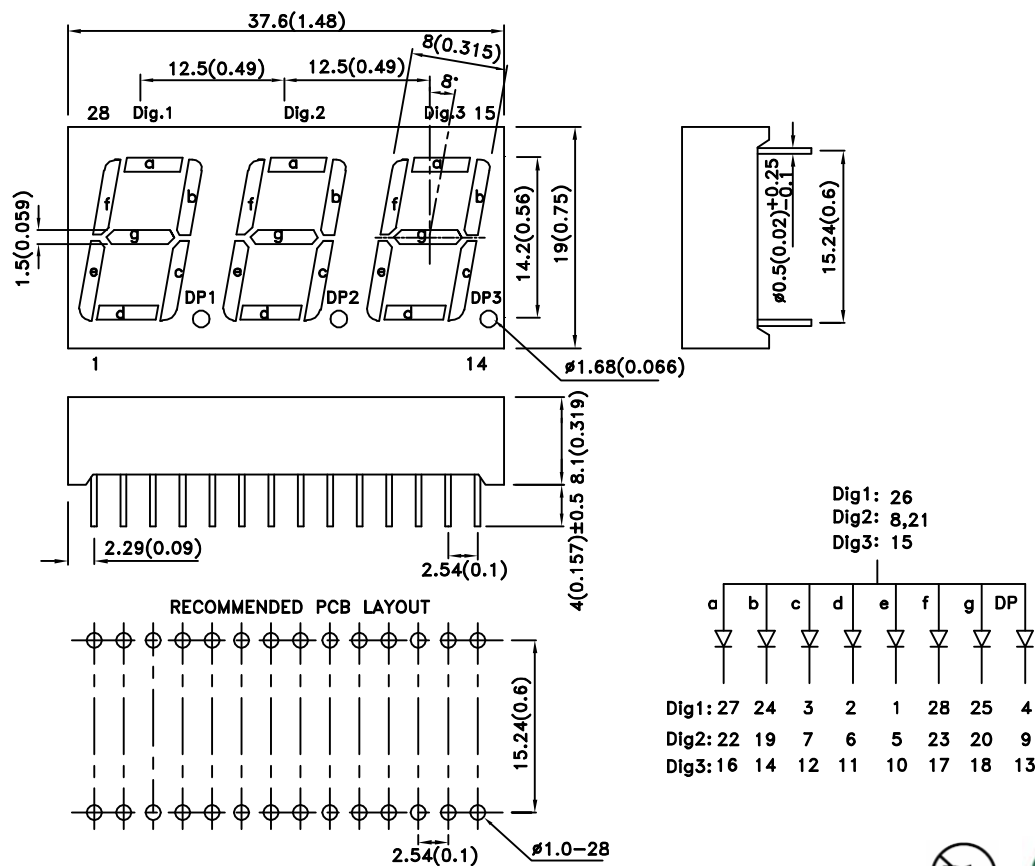 37.6(1.48)
8(0.315)
12.5(0.49) 12.5(0.49)
8°
28 Dig.1 Dig.2 Dig.3 15
a a a
f b f b f b
g g g
e c e c e c
d d d
DP1 DP2 DP3
1.5(0.059)
14.2(0.56)
19(0.75)
ø0.5(0.02)+0.25
-0.1
15.24(0.6)
1 14
ø1.68(0.066)
8.1(0.319)
4(0.157)±0.5
2.29(0.09)
2.54(0.1)
RECOMMENDED PCB LAYOUT
15.24(0.6)
2.54(0.1)
ø1.0-28
Dig1: 26
Dig2: 8,21
Dig3: 15
a b c d e f g DP
Dig1: 27 24 3 2 1 28 25 4
Dig2: 22 19 7 6 5 23 20 9
Dig3: 16 14 12 11 10 17 18 13